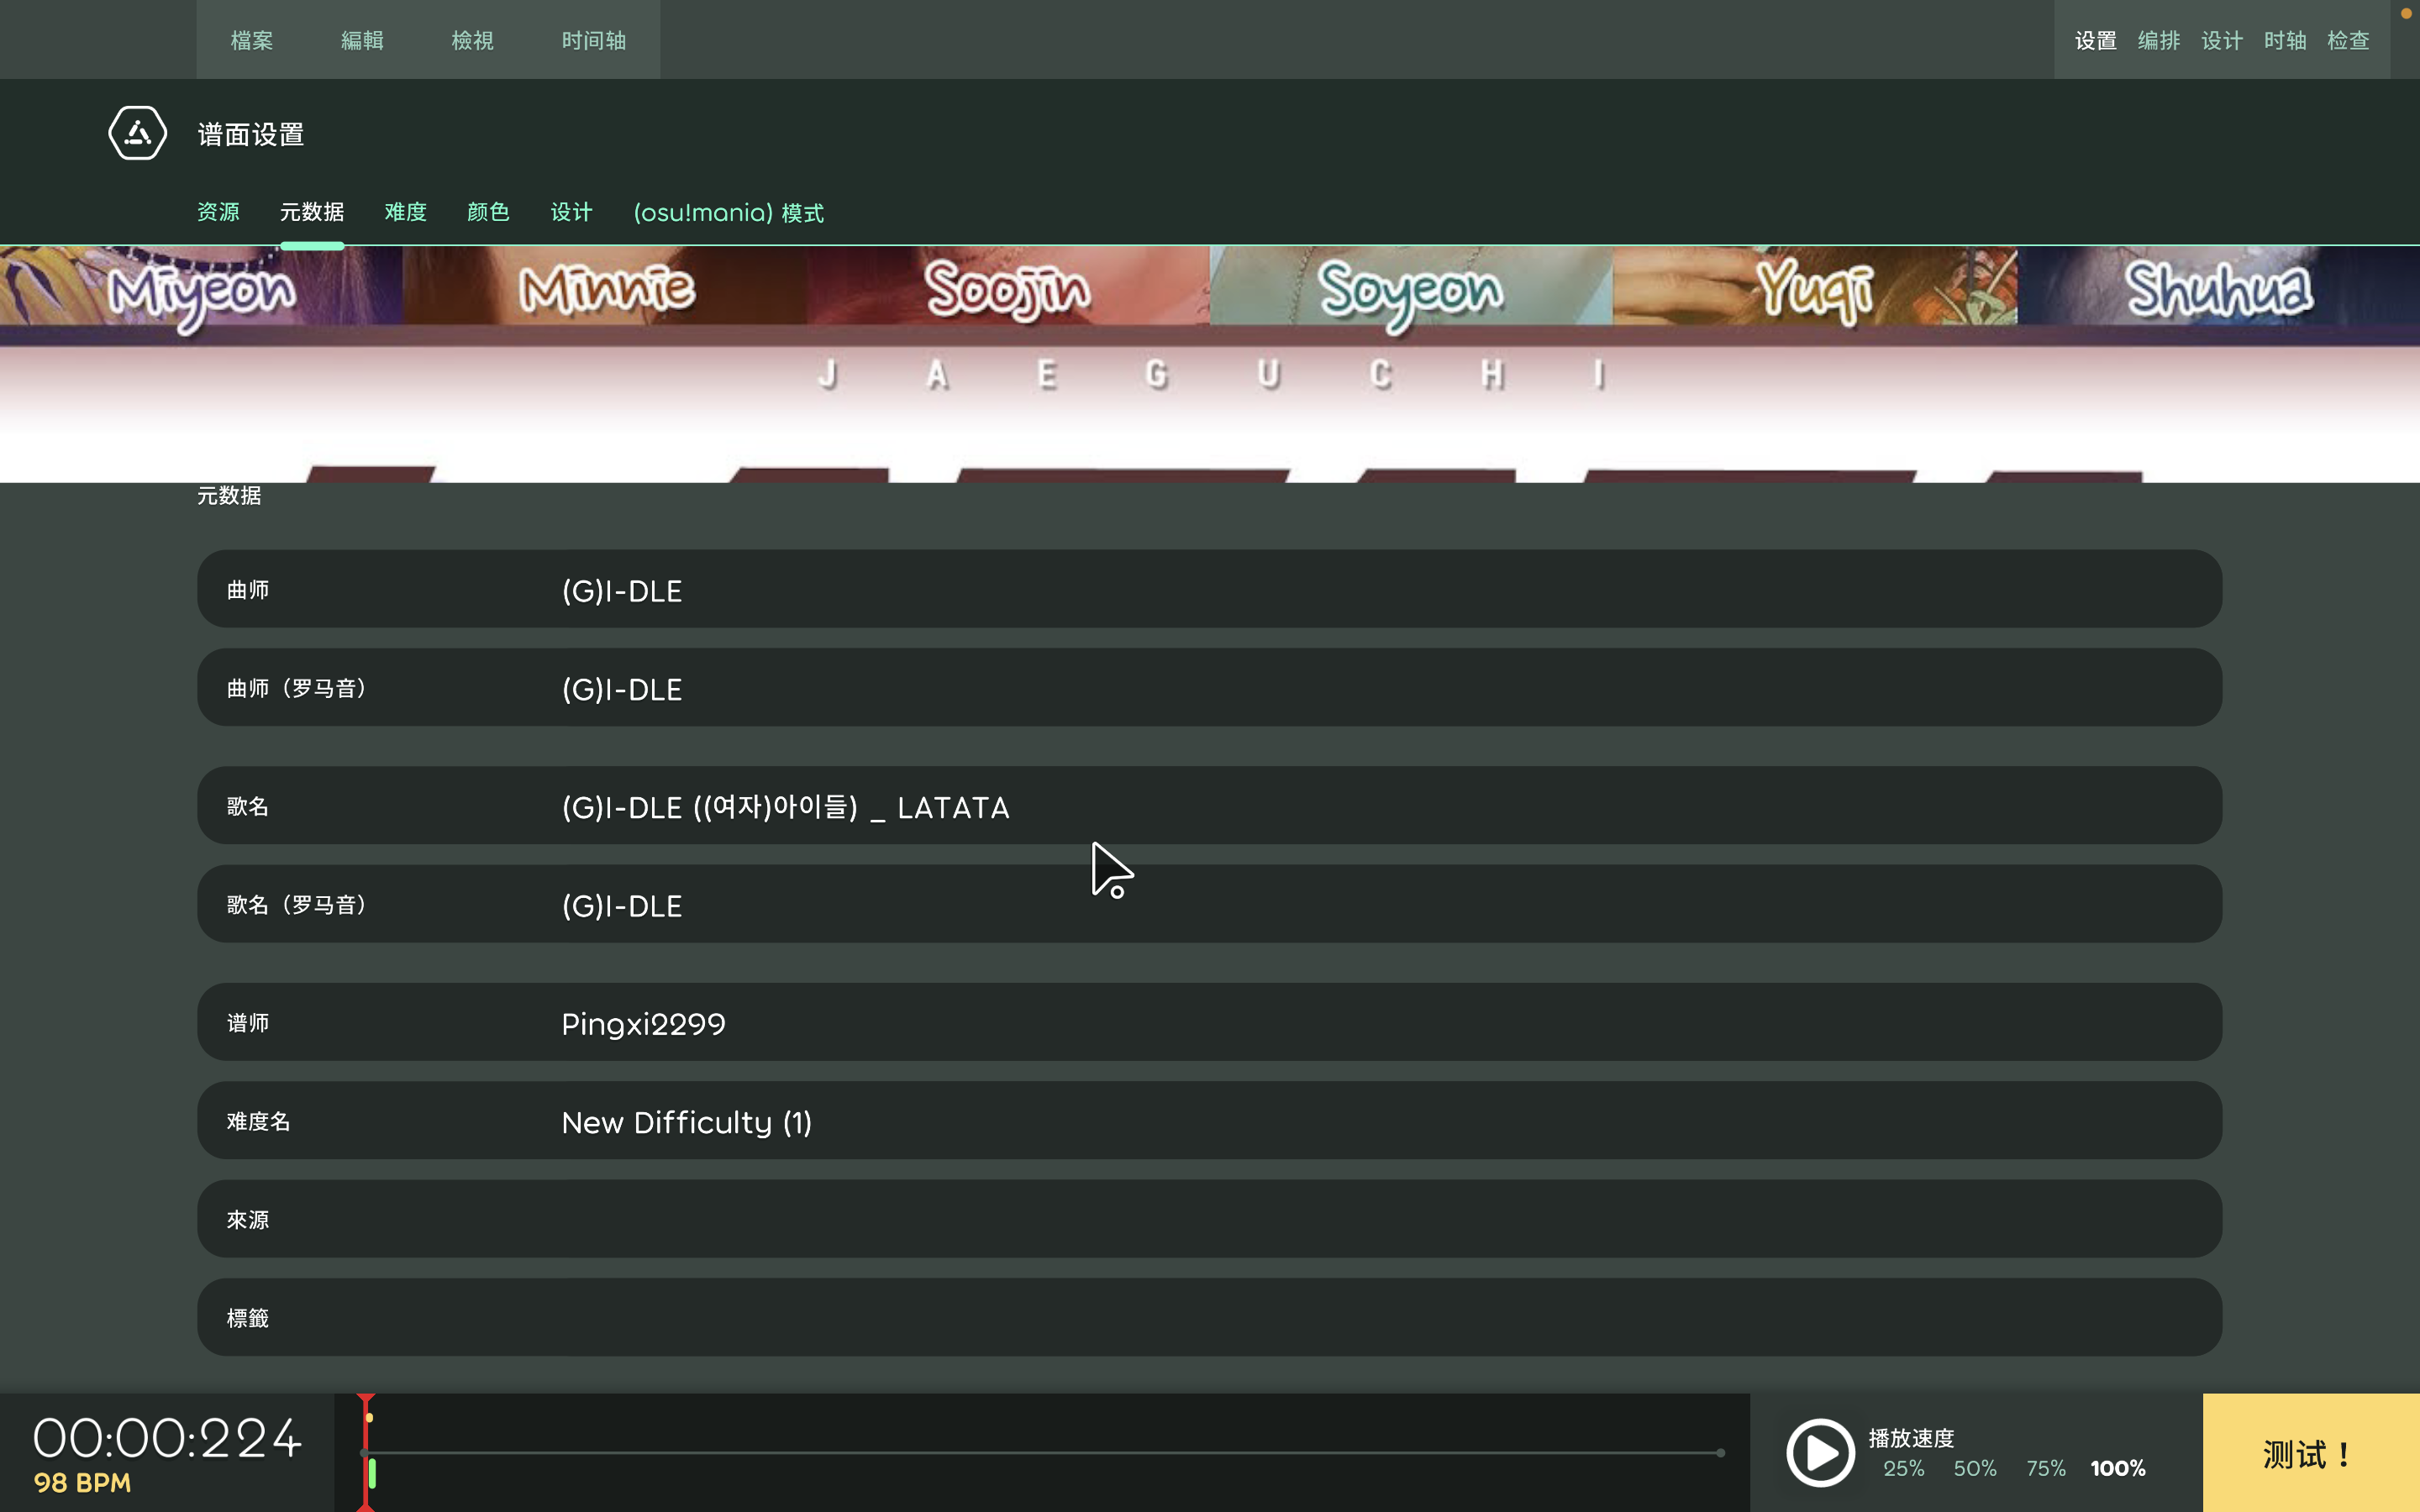 檔案 編輯 檢視 时间轴 设置 编排 设计 时轴 检查
谱面设置
资源 元数据 难度 颜色 设计 (osu!mania) 模式
Miyeon Minnie Soojin Soyeon Yuqi Shuhua
J A E G U C H I
元数据
曲师 (G)I-DLE
曲师（罗马音） (G)I-DLE
歌名 (G)I-DLE ((여자)아이들) _ LATATA
歌名（罗马音） (G)I-DLE
谱师 Pingxi2299
难度名 New Difficulty (1)
來源
標籤
00:00:224
98 BPM
播放速度
25% 50% 75% 100%
测试！